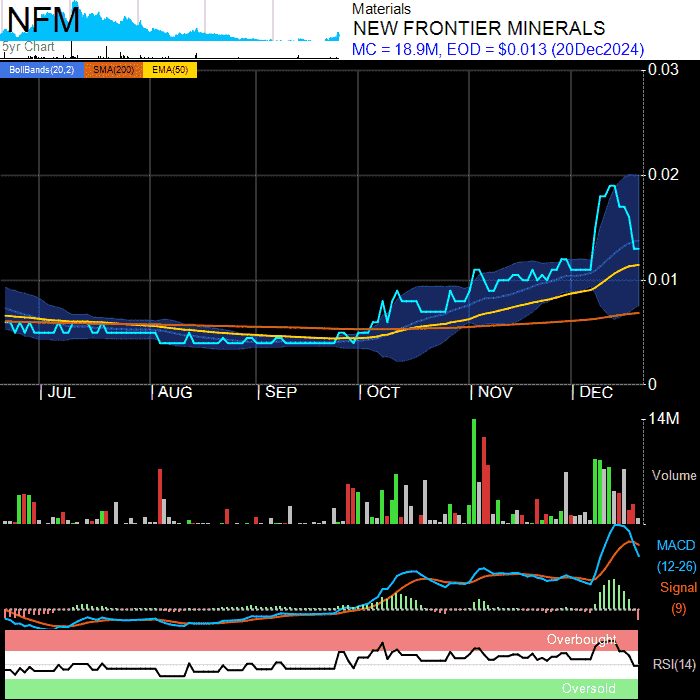 NFM
5yr Chart
Materials
NEW FRONTIER MINERALS
MC = 18.9M, EOD = $0.013 (20Dec2024)
BollBands(20,2) SMA(200) EMA(50)
0.03
0.02
0.01
0
JUL AUG SEP OCT NOV DEC
14M
Volume
MACD
(12-26)
Signal
(9)
Overbought
RSI(14)
Oversold